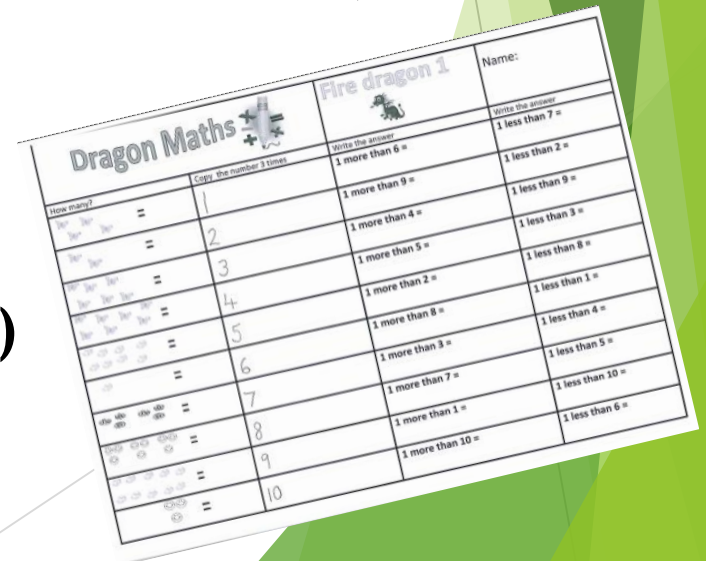 )
Dragon Maths
Fire dragon 1
Name:
How many?
Copy the number 3 times
Write the answer
Write the answer
= 1 1 more than 6 = 1 less than 7 =
= 2 1 more than 9 = 1 less than 2 =
= 3 1 more than 4 = 1 less than 9 =
= 4 1 more than 5 = 1 less than 3 =
= 5 1 more than 2 = 1 less than 8 =
= 6 1 more than 8 = 1 less than 1 =
= 7 1 more than 3 = 1 less than 4 =
= 8 1 more than 7 = 1 less than 5 =
= 9 1 more than 1 = 1 less than 10 =
= 10 1 more than 10 = 1 less than 6 =